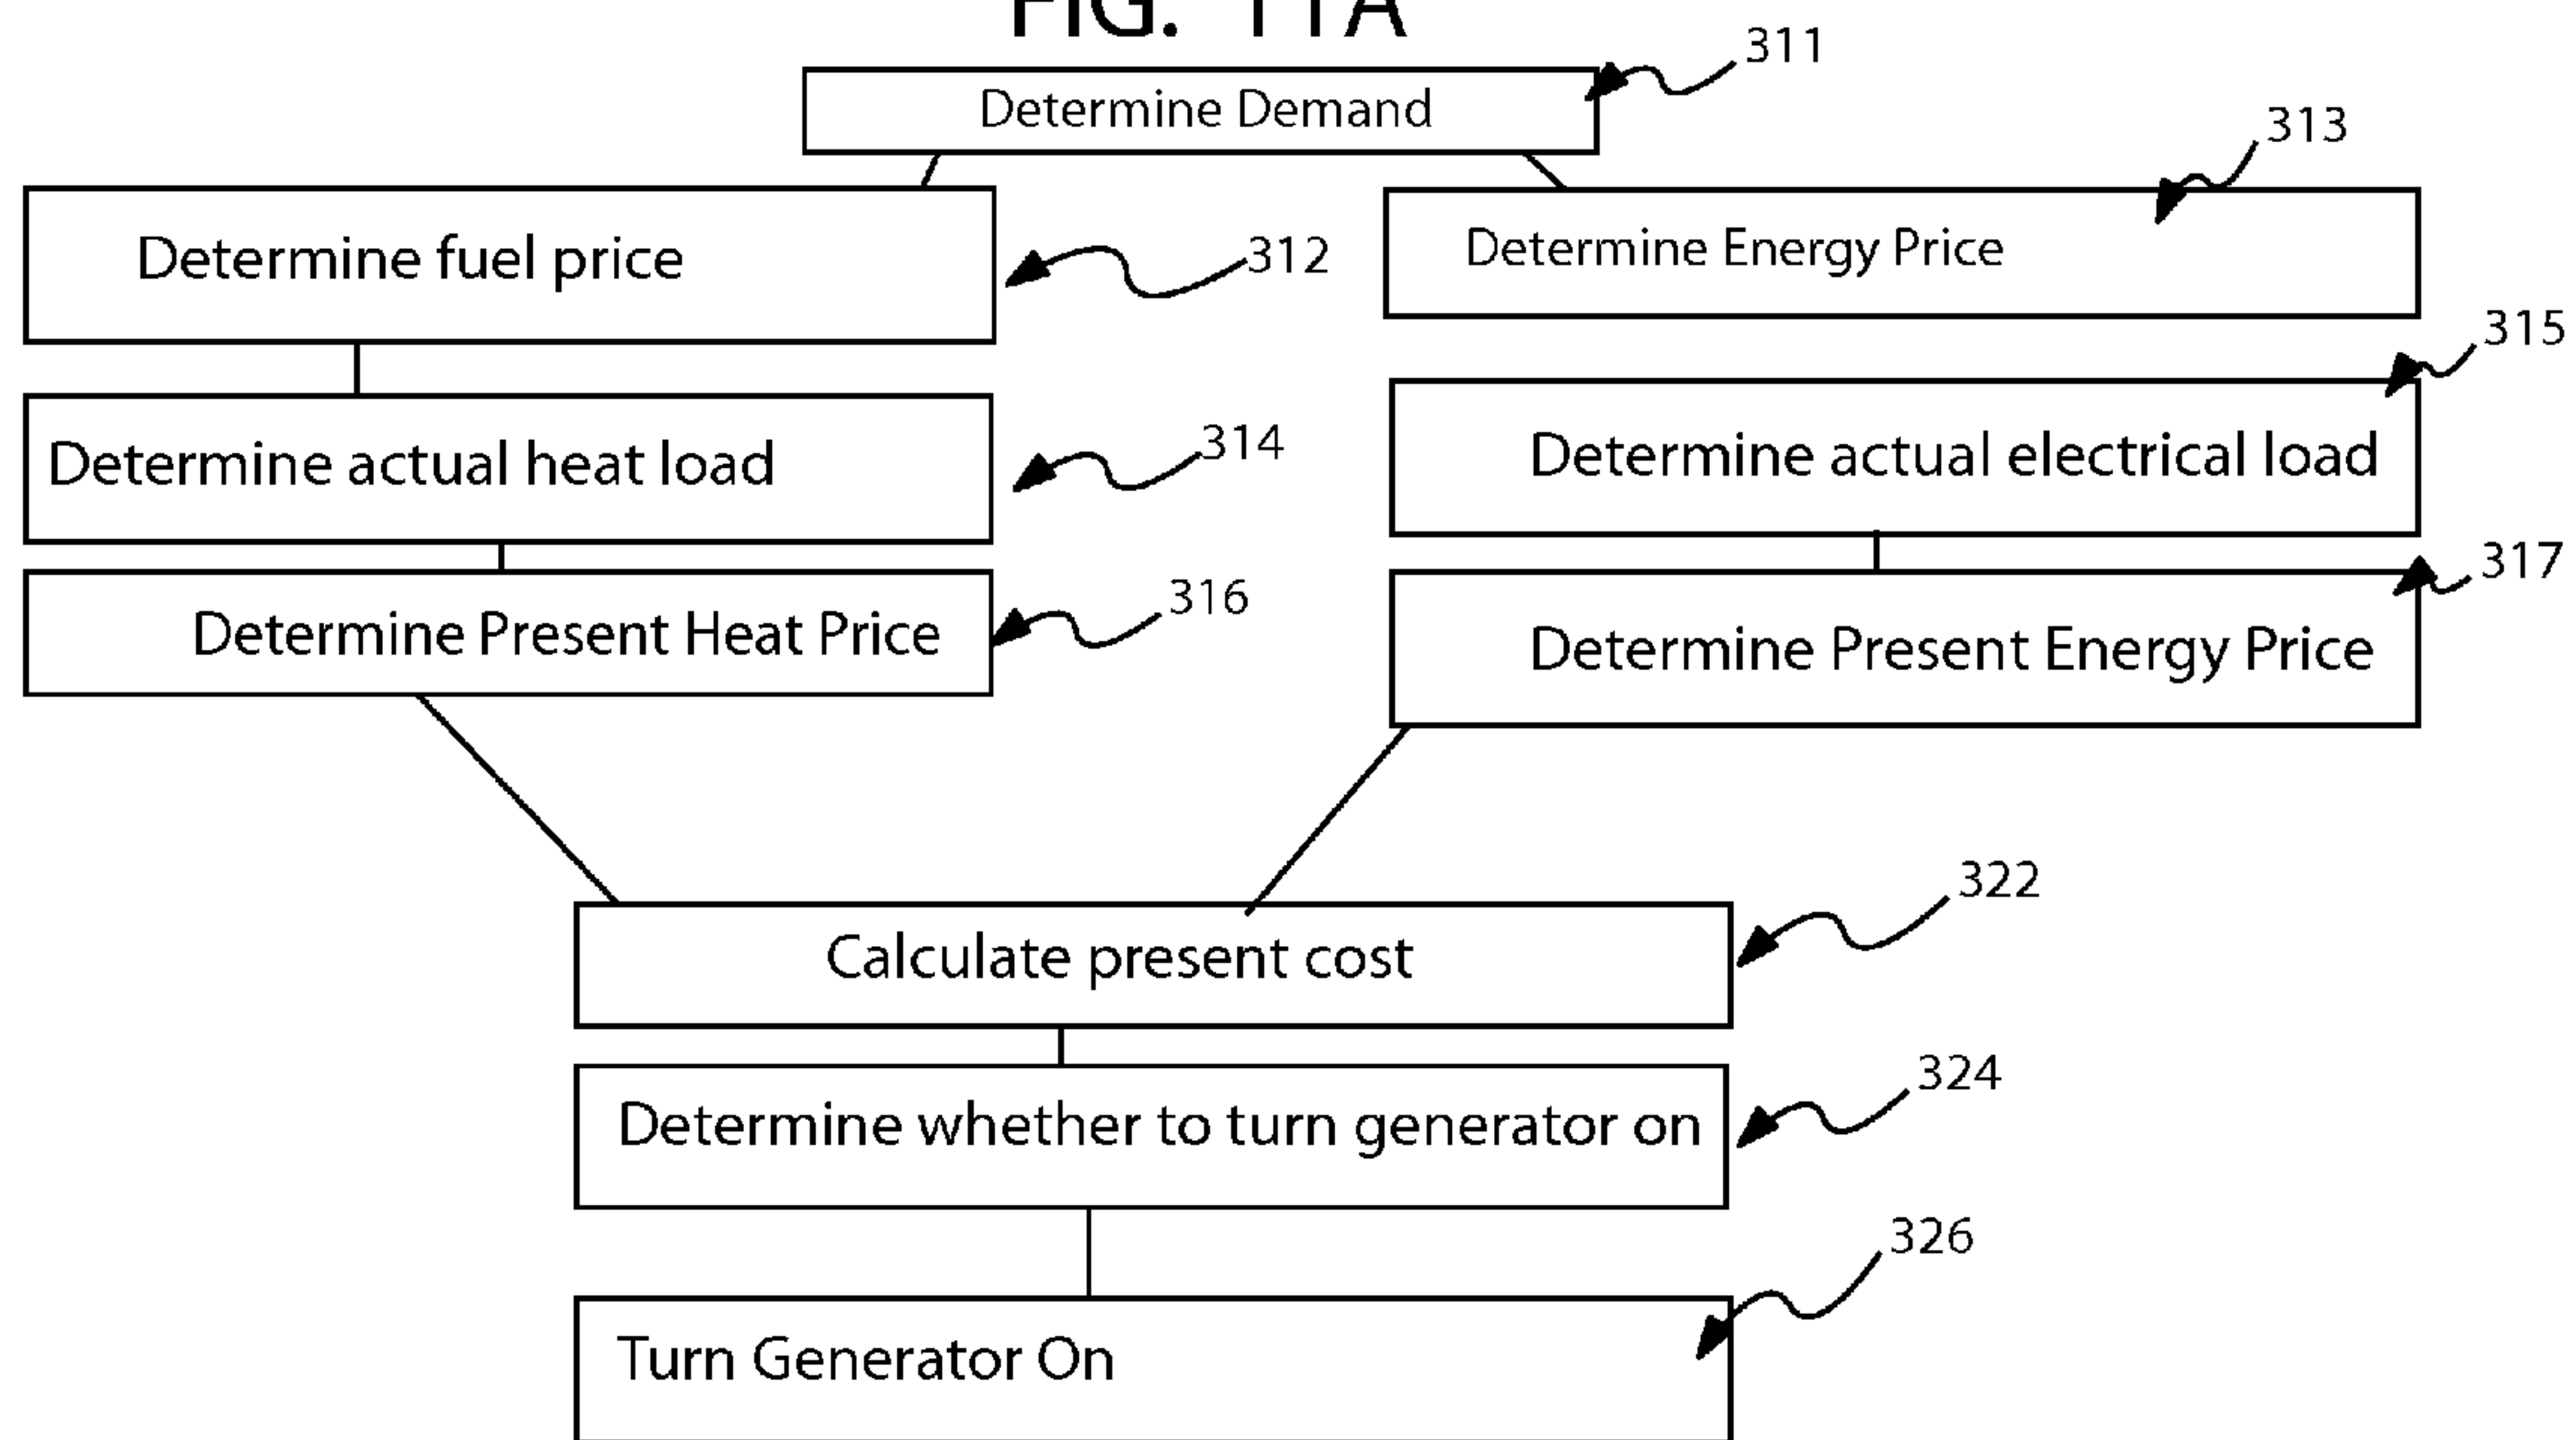 FIG. 11A
311
Determine Demand
313
Determine fuel price
312
Determine Energy Price
315
Determine actual heat load
314
Determine actual electrical load
317
Determine Present Heat Price
316
Determine Present Energy Price
322
Calculate present cost
324
Determine whether to turn generator on
326
Turn Generator On